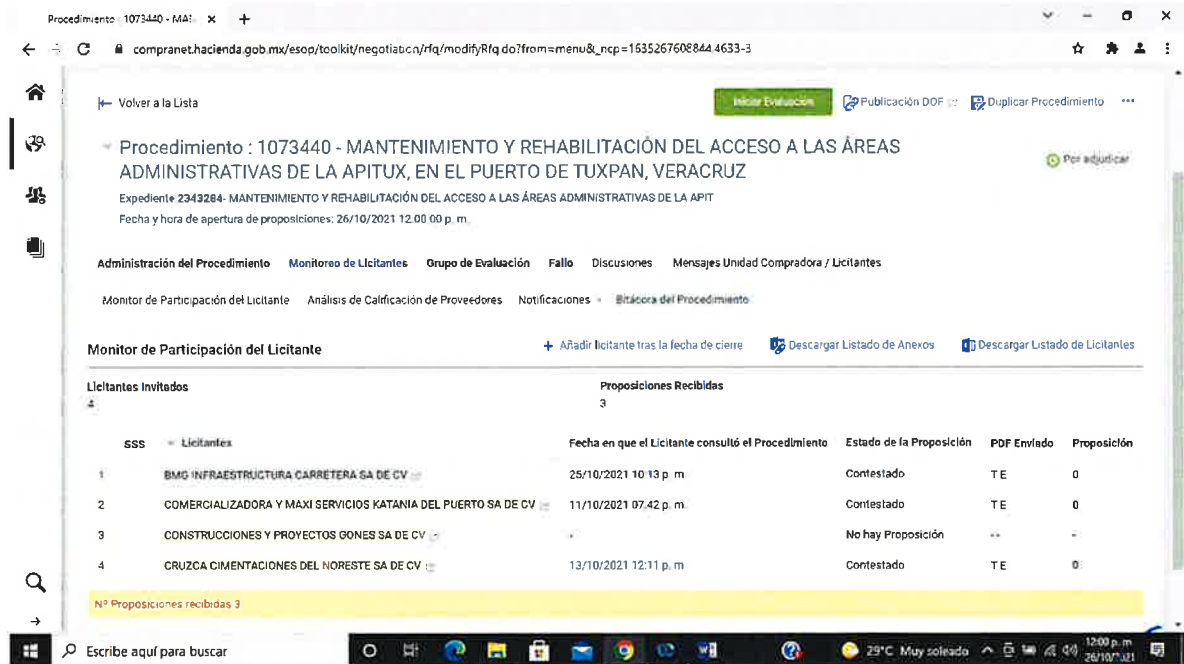 Procedimiento : 1073440 - MA
compranet.hacienda.gob.mx/esop/toolkit/negotiation/rfq/modifyRfq.do?from=menu&_ncp=1635267608844.4633-3
Volver a la Lista
Iniciar Evaluación
Publicación DOF
Duplicar Procedimiento
Procedimiento : 1073440 - MANTENIMIENTO Y REHABILITACIÓN DEL ACCESO A LAS ÁREAS
ADMINISTRATIVAS DE LA APITUX, EN EL PUERTO DE TUXPAN, VERACRUZ
Por adjudicar
Expediente 2343284- MANTENIMIENTO Y REHABILITACIÓN DEL ACCESO A LAS ÁREAS ADMINISTRATIVAS DE LA APIT
Fecha y hora de apertura de proposiciones: 26/10/2021 12:00:00 p. m.
Administración del Procedimiento Monitoreo de Licitantes Grupo de Evaluación Fallo Discusiones Mensajes Unidad Compradora / Licitantes
Monitor de Participación del Licitante Análisis de Calificación de Proveedores Notificaciones Bitácora del Procedimiento
Monitor de Participación del Licitante
+ Añadir licitante tras la fecha de cierre Descargar Listado de Anexos Descargar Listado de Licitantes
Licitantes Invitados Proposiciones Recibidas
4 3
SSS Licitantes Fecha en que el Licitante consultó el Procedimiento Estado de la Proposición PDF Enviado Proposición
1 BMG INFRAESTRUCTURA CARRETERA SA DE CV 25/10/2021 10:13 p. m. Contestado T E 0
2 COMERCIALIZADORA Y MAXI SERVICIOS KATANIA DEL PUERTO SA DE CV 11/10/2021 07:42 p. m. Contestado T E 0
3 CONSTRUCCIONES Y PROYECTOS GONES SA DE CV - No hay Proposición -- -
4 CRUZCA CIMENTACIONES DEL NORESTE SA DE CV 13/10/2021 12:11 p. m. Contestado T E 0
Nº Proposiciones recibidas 3
Escribe aquí para buscar
29°C Muy soleado
12:00 p. m.
26/10/2021